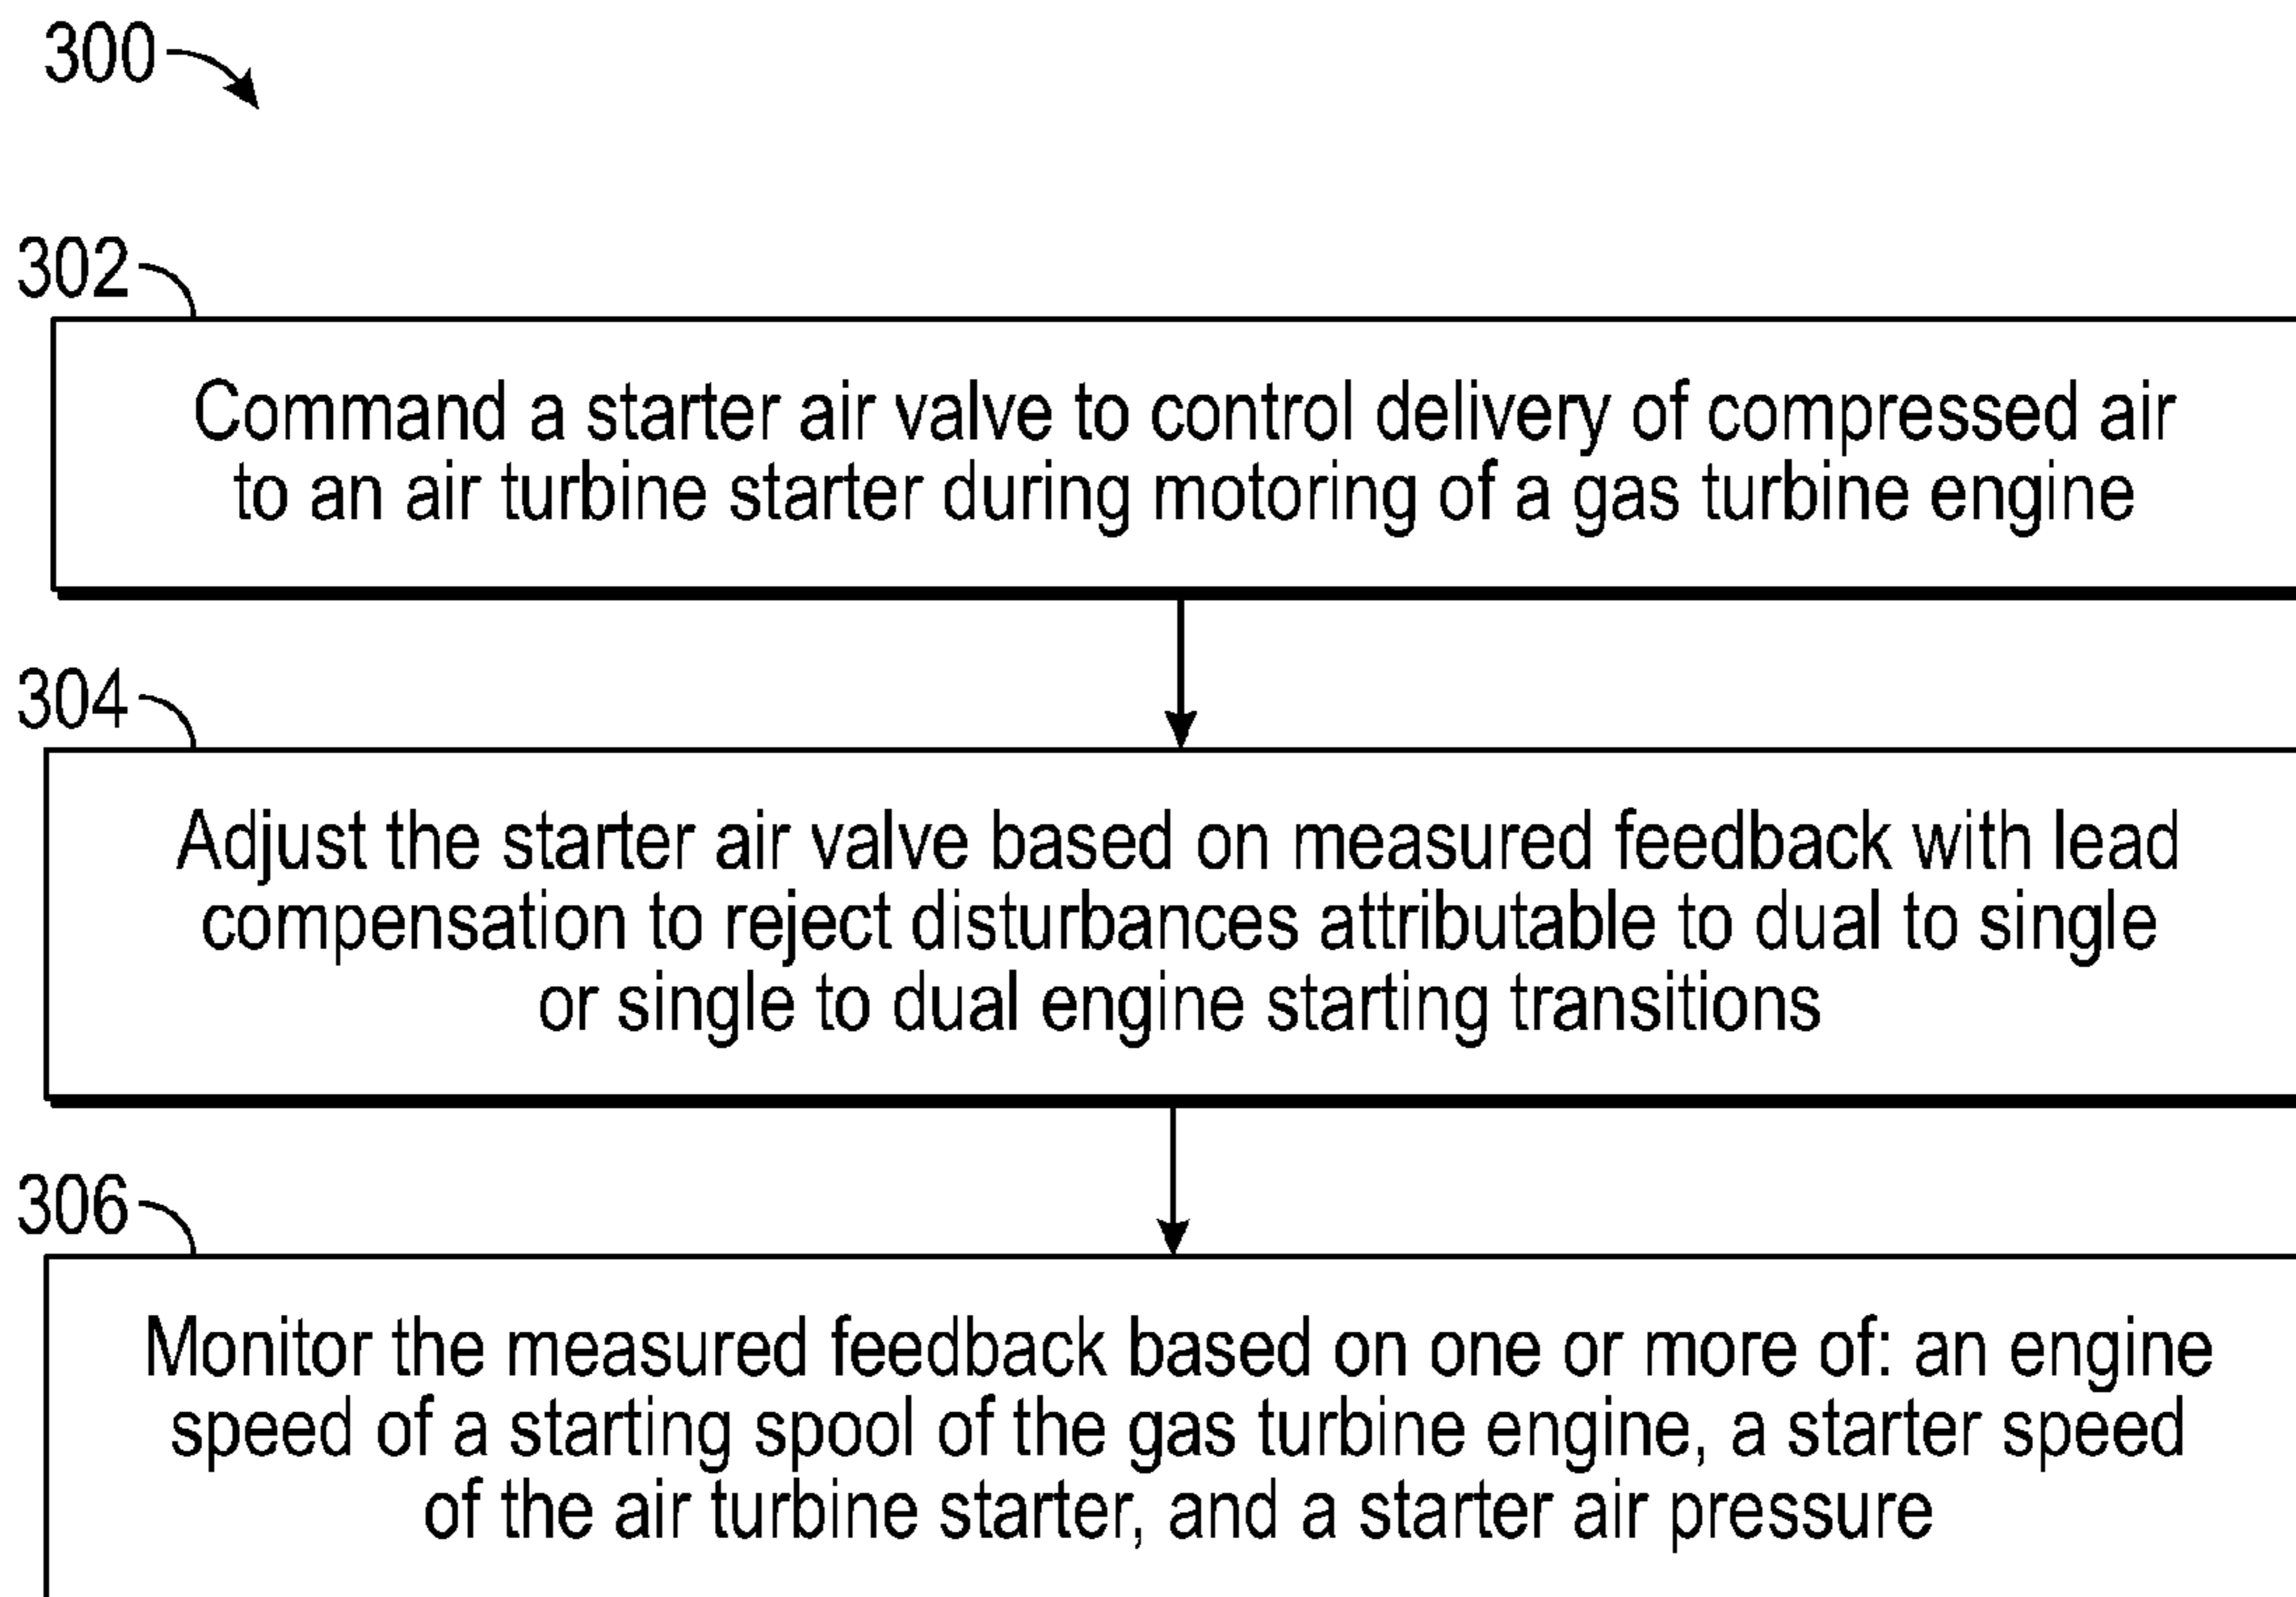 300
302
Command a starter air valve to control delivery of compressed air
to an air turbine starter during motoring of a gas turbine engine
304
Adjust the starter air valve based on measured feedback with lead
compensation to reject disturbances attributable to dual to single
or single to dual engine starting transitions
306
Monitor the measured feedback based on one or more of: an engine
speed of a starting spool of the gas turbine engine, a starter speed
of the air turbine starter, and a starter air pressure